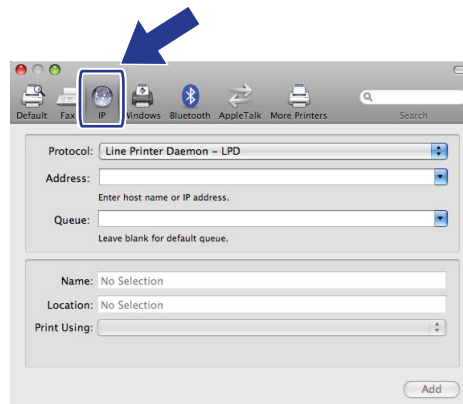 Default Fax IP Windows Bluetooth AppleTalk More Printers Search
Protocol: Line Printer Daemon – LPD
Address:
Enter host name or IP address.
Queue:
Leave blank for default queue.
Name: No Selection
Location: No Selection
Print Using:
Add